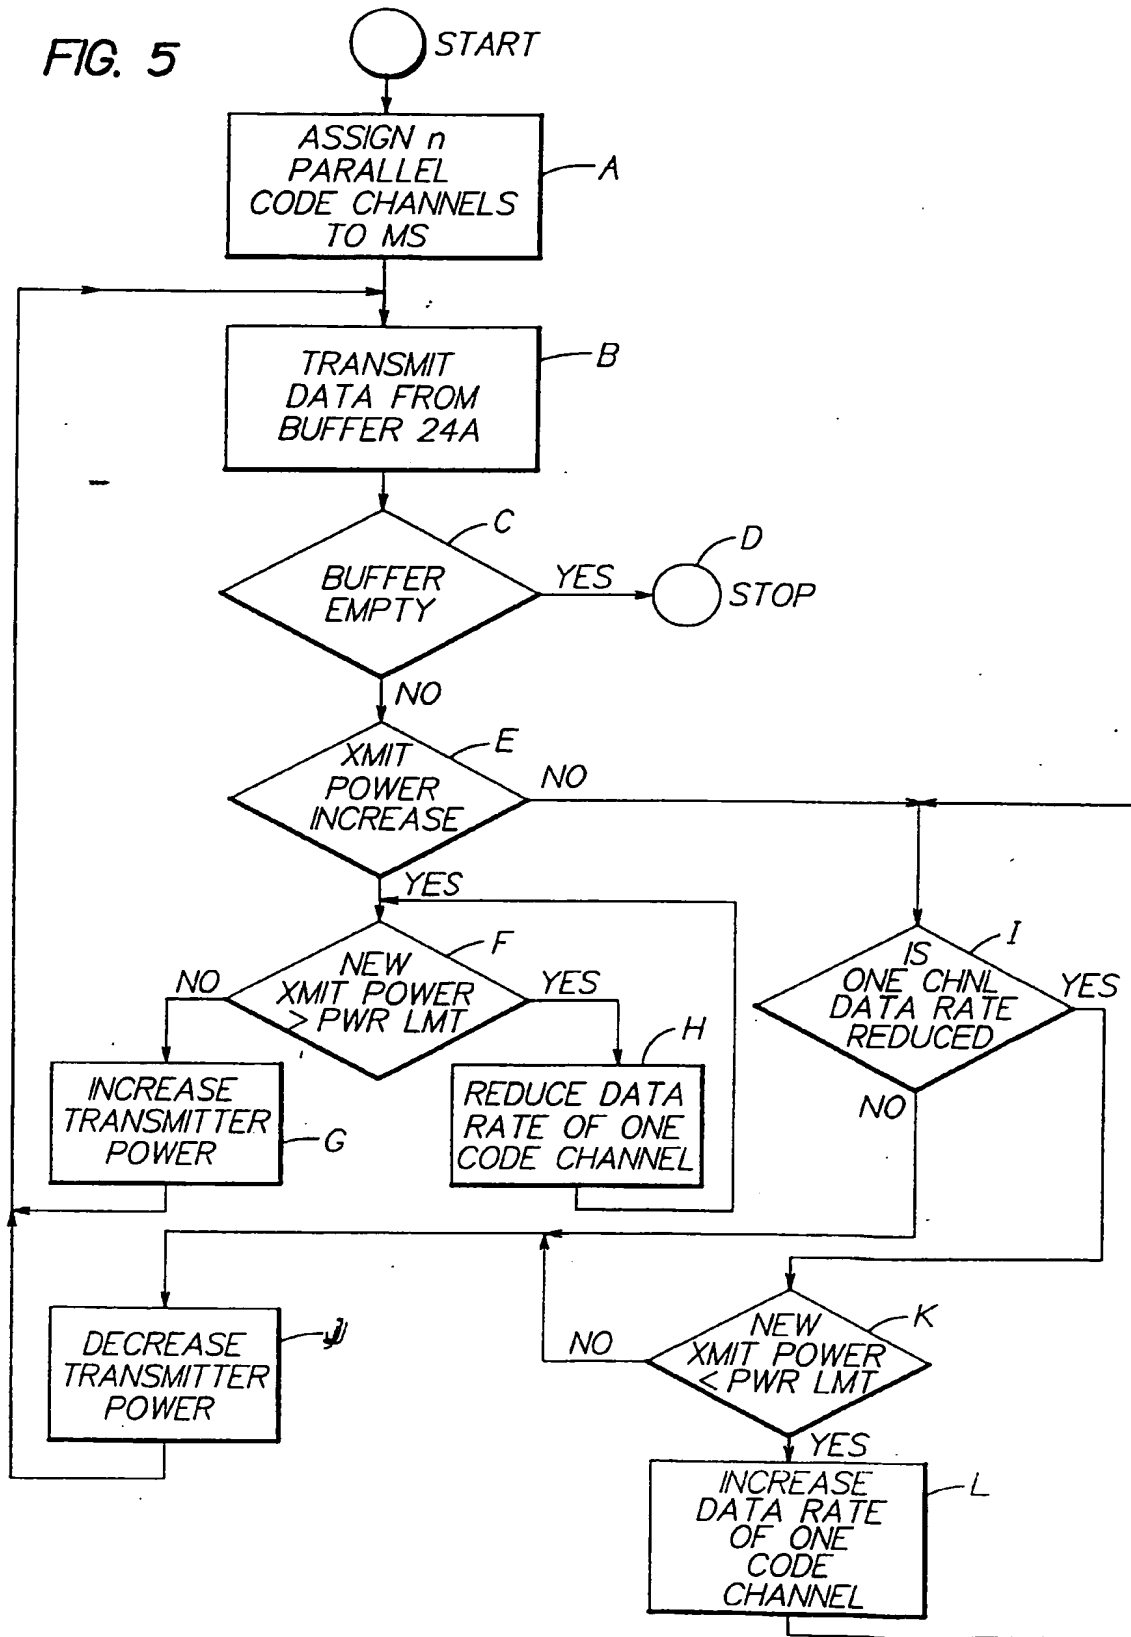 FIG. 5
START
ASSIGN n
PARALLEL
CODE CHANNELS
TO MS
A
TRANSMIT
DATA FROM
BUFFER 24A
B
BUFFER
EMPTY
C
YES
D
STOP
NO
XMIT
POWER
INCREASE
E
NO
YES
NEW
XMIT POWER
> PWR LMT
F
NO
YES
INCREASE
TRANSMITTER
POWER
G
REDUCE DATA
RATE OF ONE
CODE CHANNEL
H
IS
ONE CHNL
DATA RATE
REDUCED
I
YES
NO
DECREASE
TRANSMITTER
POWER
J
NEW
XMIT POWER
< PWR LMT
K
NO
YES
INCREASE
DATA RATE
OF ONE
CODE
CHANNEL
L